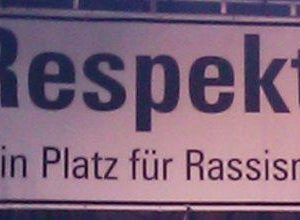 Respekt
in Platz für Rassism